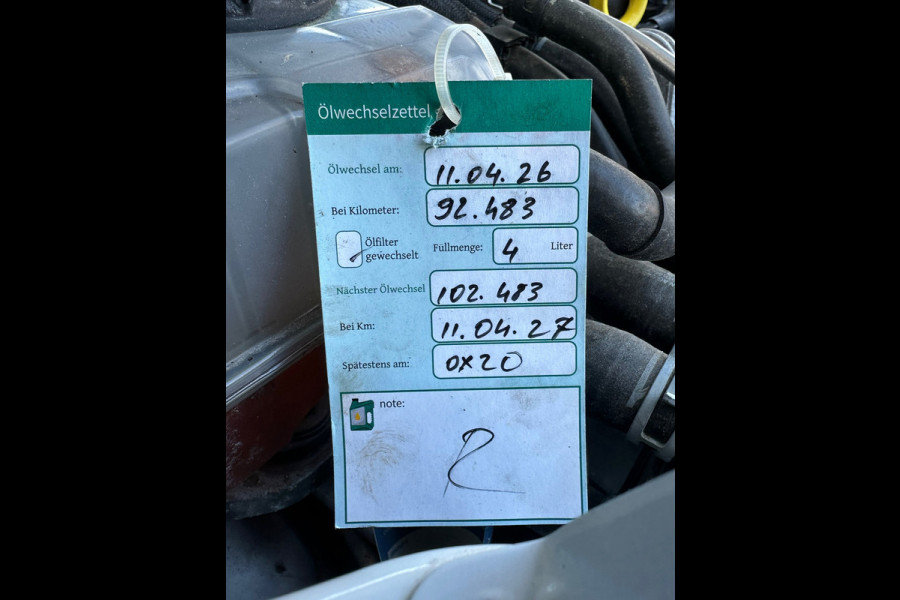 Ölwechselzettel
Ölwechsel am: 11.04.26
Bei Kilometer: 92.483
Ölfilter gewechselt
Füllmenge: 4 Liter
Nächster Ölwechsel 102.483
Bei Km: 11.04.27
Spätestens am: 0x20
note: